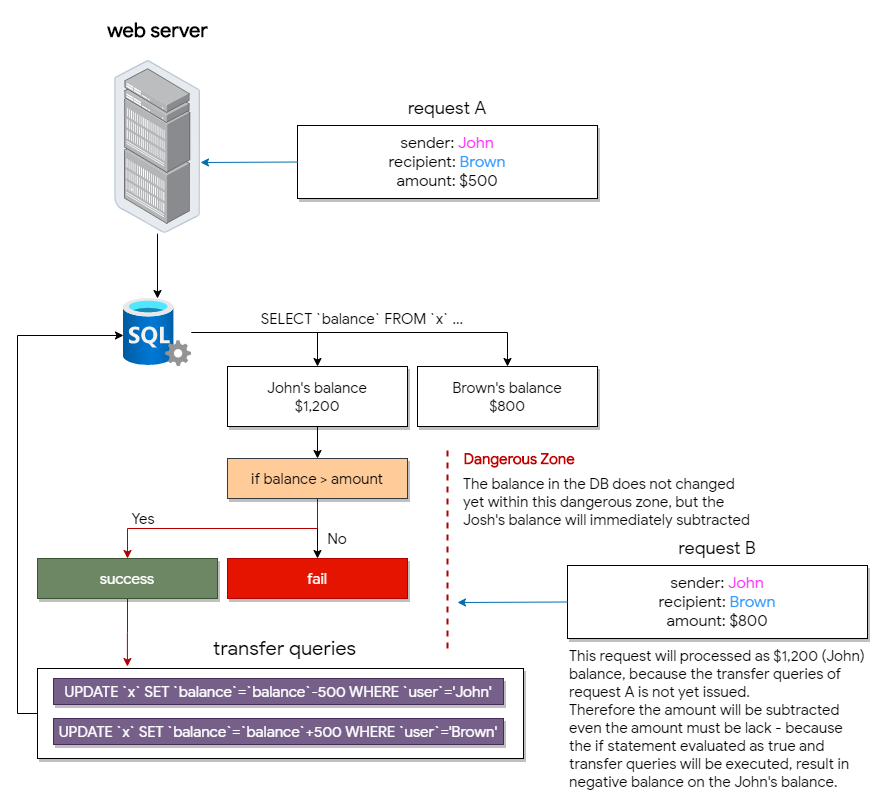 web server
request A
sender: John
recipient: Brown
amount: $500
SQL
SELECT `balance` FROM `x` ...
John's balance
$1,200
Brown's balance
$800
if balance > amount
Dangerous Zone
The balance in the DB does not changed
yet within this dangerous zone, but the
Josh's balance will immediately subtracted
Yes
No
success
fail
request B
sender: John
recipient: Brown
amount: $800
This request will processed as $1,200 (John)
balance, because the transfer queries of
request A is not yet issued.
Therefore the amount will be subtracted
even the amount must be lack - because
the if statement evaluated as true and
transfer queries will be executed, result in
negative balance on the John's balance.
transfer queries
UPDATE `x` SET `balance`=`balance`-500 WHERE `user`='John'
UPDATE `x` SET `balance`=`balance`+500 WHERE `user`='Brown'